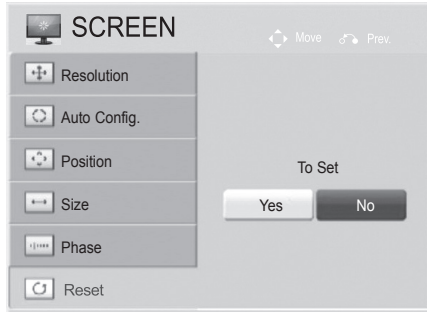 SCREEN
Move Prev.
Resolution
Auto Config.
Position
Size
Phase
Reset
To Set
Yes No